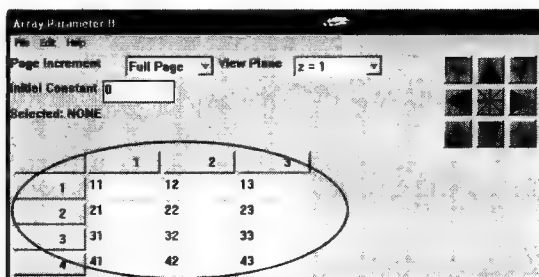 Array Parameter II
File Edit Help
Page Increment Full Page View Plane z = 1
Initial Constant 0
Selected: NONE
1 2 3
1 11 12 13
2 21 22 23
3 31 32 33
4 41 42 43